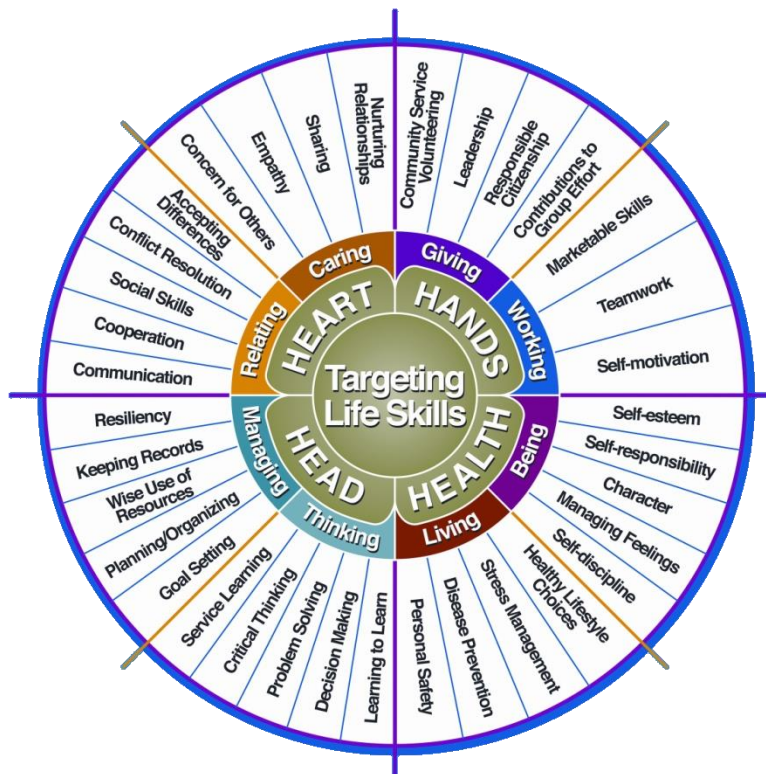 Targeting
Life Skills
HEART
Caring
Nurturing
Relationships
Sharing
Empathy
Concern for Others
Relating
Accepting
Differences
Conflict Resolution
Social Skills
Cooperation
Communication
HANDS
Giving
Community Service
Volunteering
Leadership
Responsible
Citizenship
Contributions to
Group Effort
Working
Marketable Skills
Teamwork
Self-motivation
HEALTH
Being
Self-esteem
Self-responsibility
Character
Managing Feelings
Self-discipline
Living
Healthy Lifestyle
Choices
Stress Management
Disease Prevention
Personal Safety
HEAD
Thinking
Learning to Learn
Decision Making
Problem Solving
Critical Thinking
Service Learning
Managing
Goal Setting
Planning/Organizing
Wise Use of
Resources
Keeping Records
Resiliency